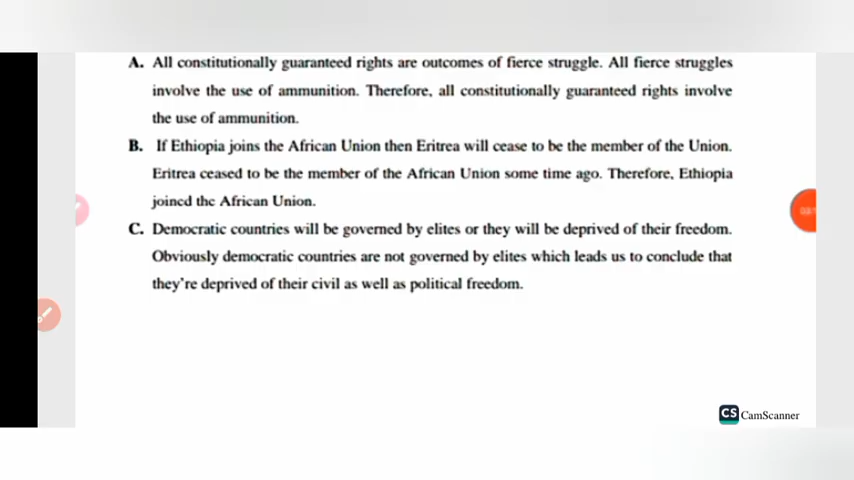 A. All constitutionally guaranteed rights are outcomes of fierce struggle. All fierce struggles
involve the use of ammunition. Therefore, all constitutionally guaranteed rights involve
the use of ammunition.
B. If Ethiopia joins the African Union then Eritrea will cease to be the member of the Union.
Eritrea ceased to be the member of the African Union some time ago. Therefore, Ethiopia
joined the African Union.
C. Democratic countries will be governed by elites or they will be deprived of their freedom.
Obviously democratic countries are not governed by elites which leads us to conclude that
they're deprived of their civil as well as political freedom.
CS CamScanner